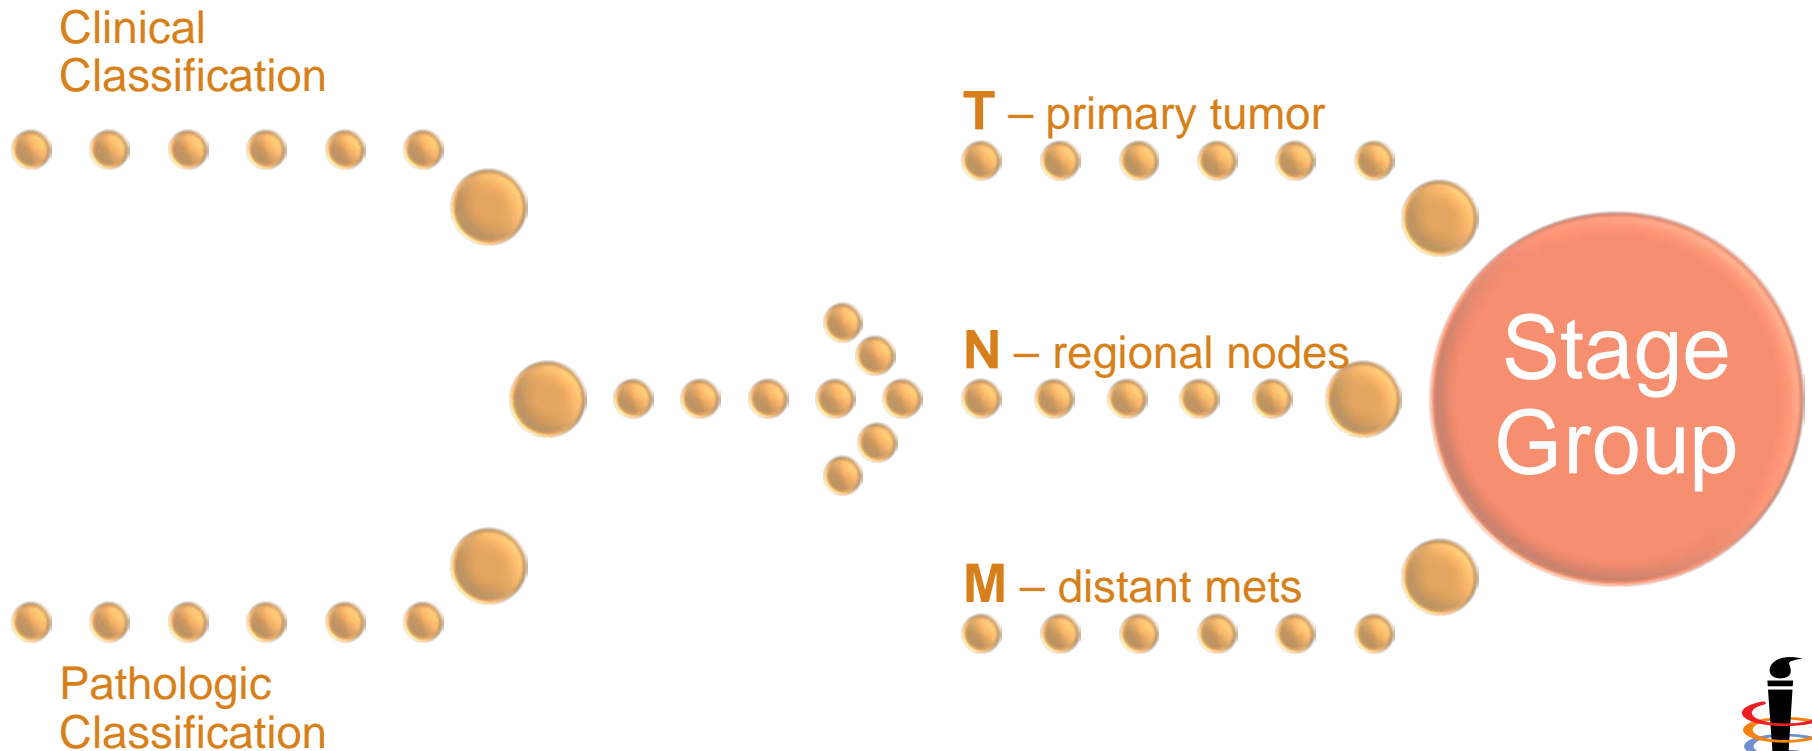 Clinical
Classification
T – primary tumor
N – regional nodes
Stage
Group
M – distant mets
Pathologic
Classification